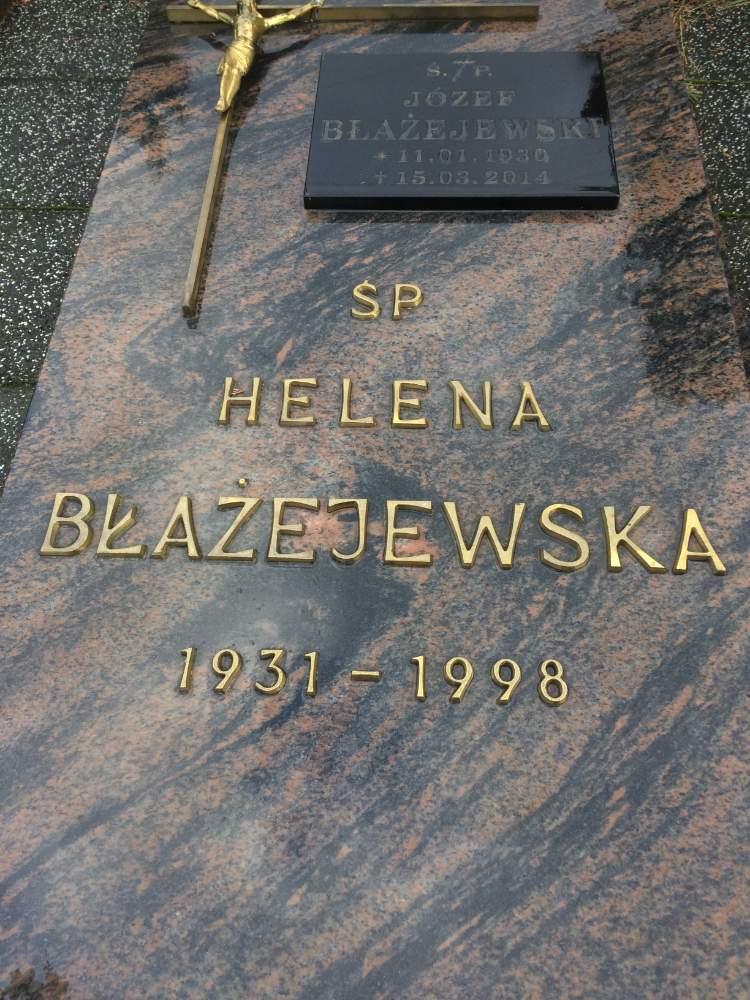 Ś.†P.
JÓZEF
BŁAŻEJEWSKI
* 11.01.1930
+ 15.03.2014
ŚP
HELENA
BŁAŻEJEWSKA
1931 – 1998